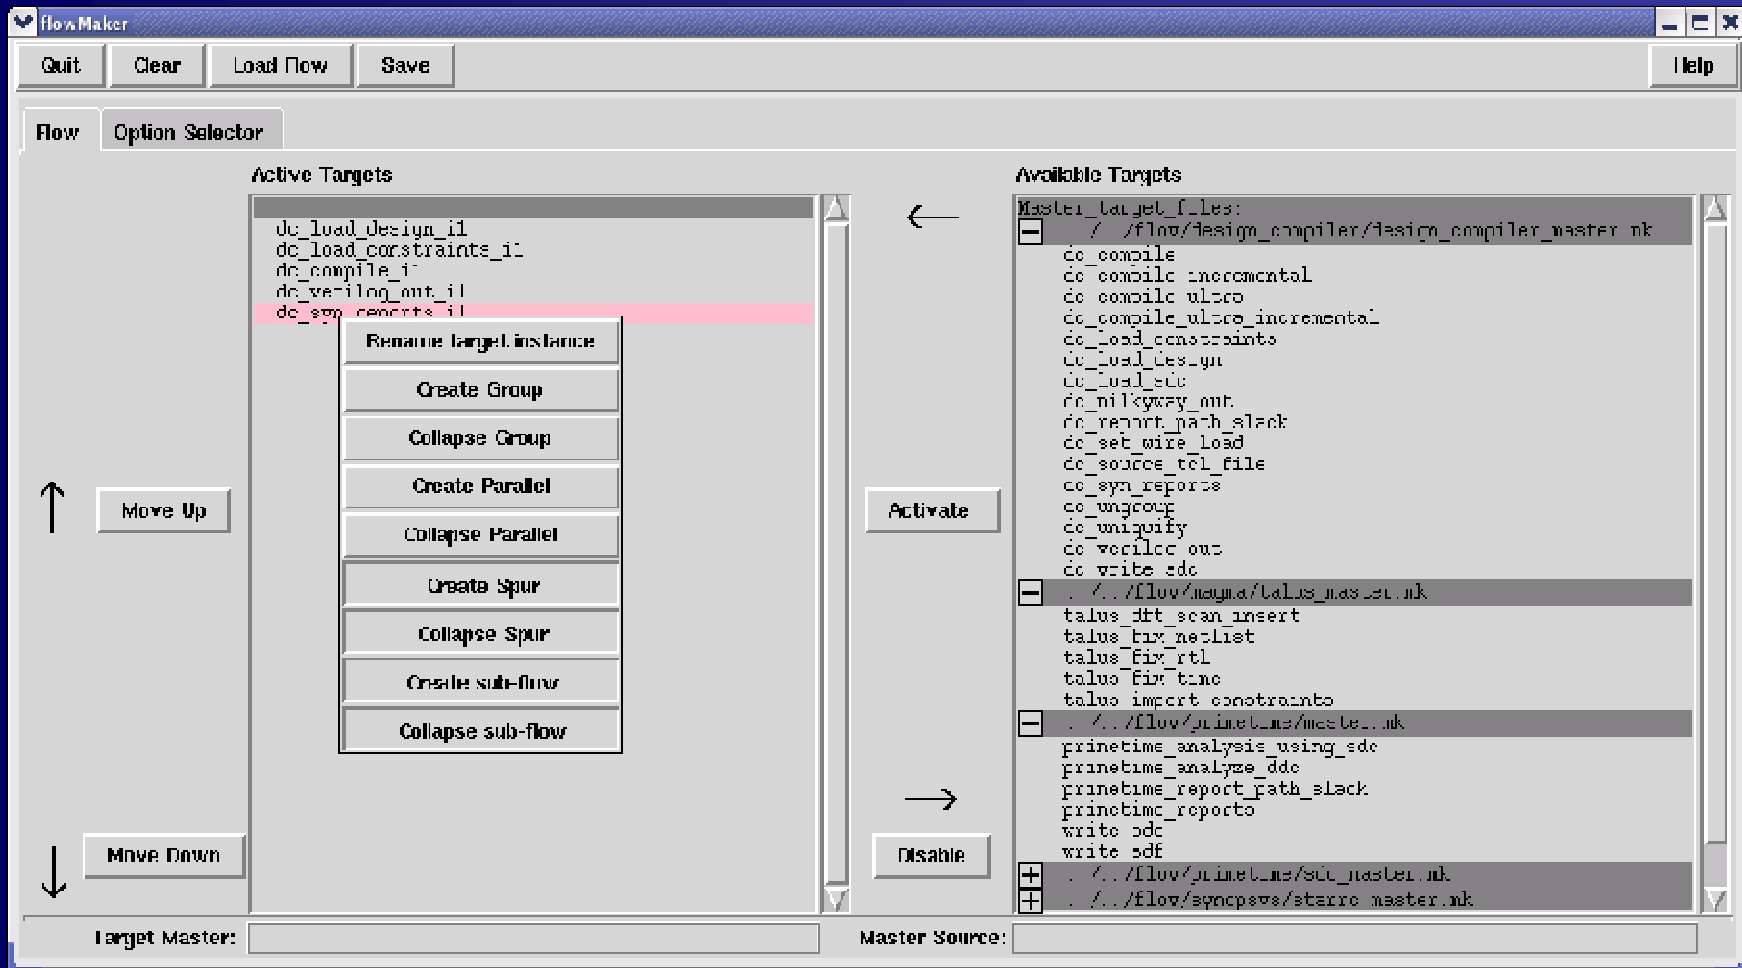 flowMaker
Quit Clear Load Flow Save Help
Flow Option Selector
Active Targets
dc_load_design_i1
dc_load_constraints_i1
dc_compile_i1
dc_verilog_out_i1
dc_syn_reports_i1
Rename target instance
Create Group
Collapse Group
Create Parallel
Collapse Parallel
Create Spur
Collapse Spur
Create sub-flow
Collapse sub-flow
Move Up
Move Down
Activate
Disable
Available Targets
Master_target_files:
../../flow/design_compiler/design_compiler_master.mk
dc_compile
dc_compile_incremental
dc_compile_ultra
dc_compile_ultra_incremental
dc_load_constraints
dc_load_design
dc_load_sdc
dc_milkyway_out
dc_report_path_slack
dc_set_wire_load
dc_source_tcl_file
dc_syn_reports
dc_ungroup
dc_uniquify
dc_verilog_out
dc_write_sdc
../../flow/magma/talus_master.mk
talus_dft_scan_insert
talus_fix_netlist
talus_fix_rtl
talus_fix_time
talus_import_constraints
../../flow/primetime/master.mk
primetime_analysis_using_sdc
primetime_analyze_ddc
primetime_report_path_slack
primetime_reports
write_sdc
write_sdf
../../flow/primetime/sdc_master.mk
../../flow/synopsys/starrc_master.mk
Target Master:
Master Source: